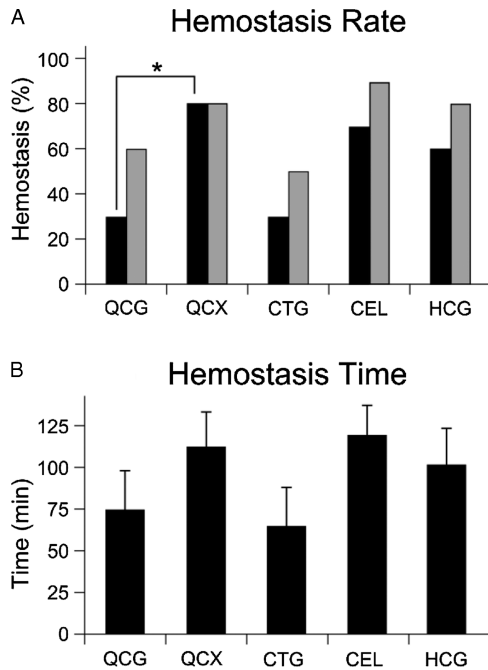 A
Hemostasis Rate
Hemostasis (%)
100
80
60
40
20
0
*
QCG QCX CTG CEL HCG
B
Hemostasis Time
Time (min)
125
100
75
50
25
0
QCG QCX CTG CEL HCG